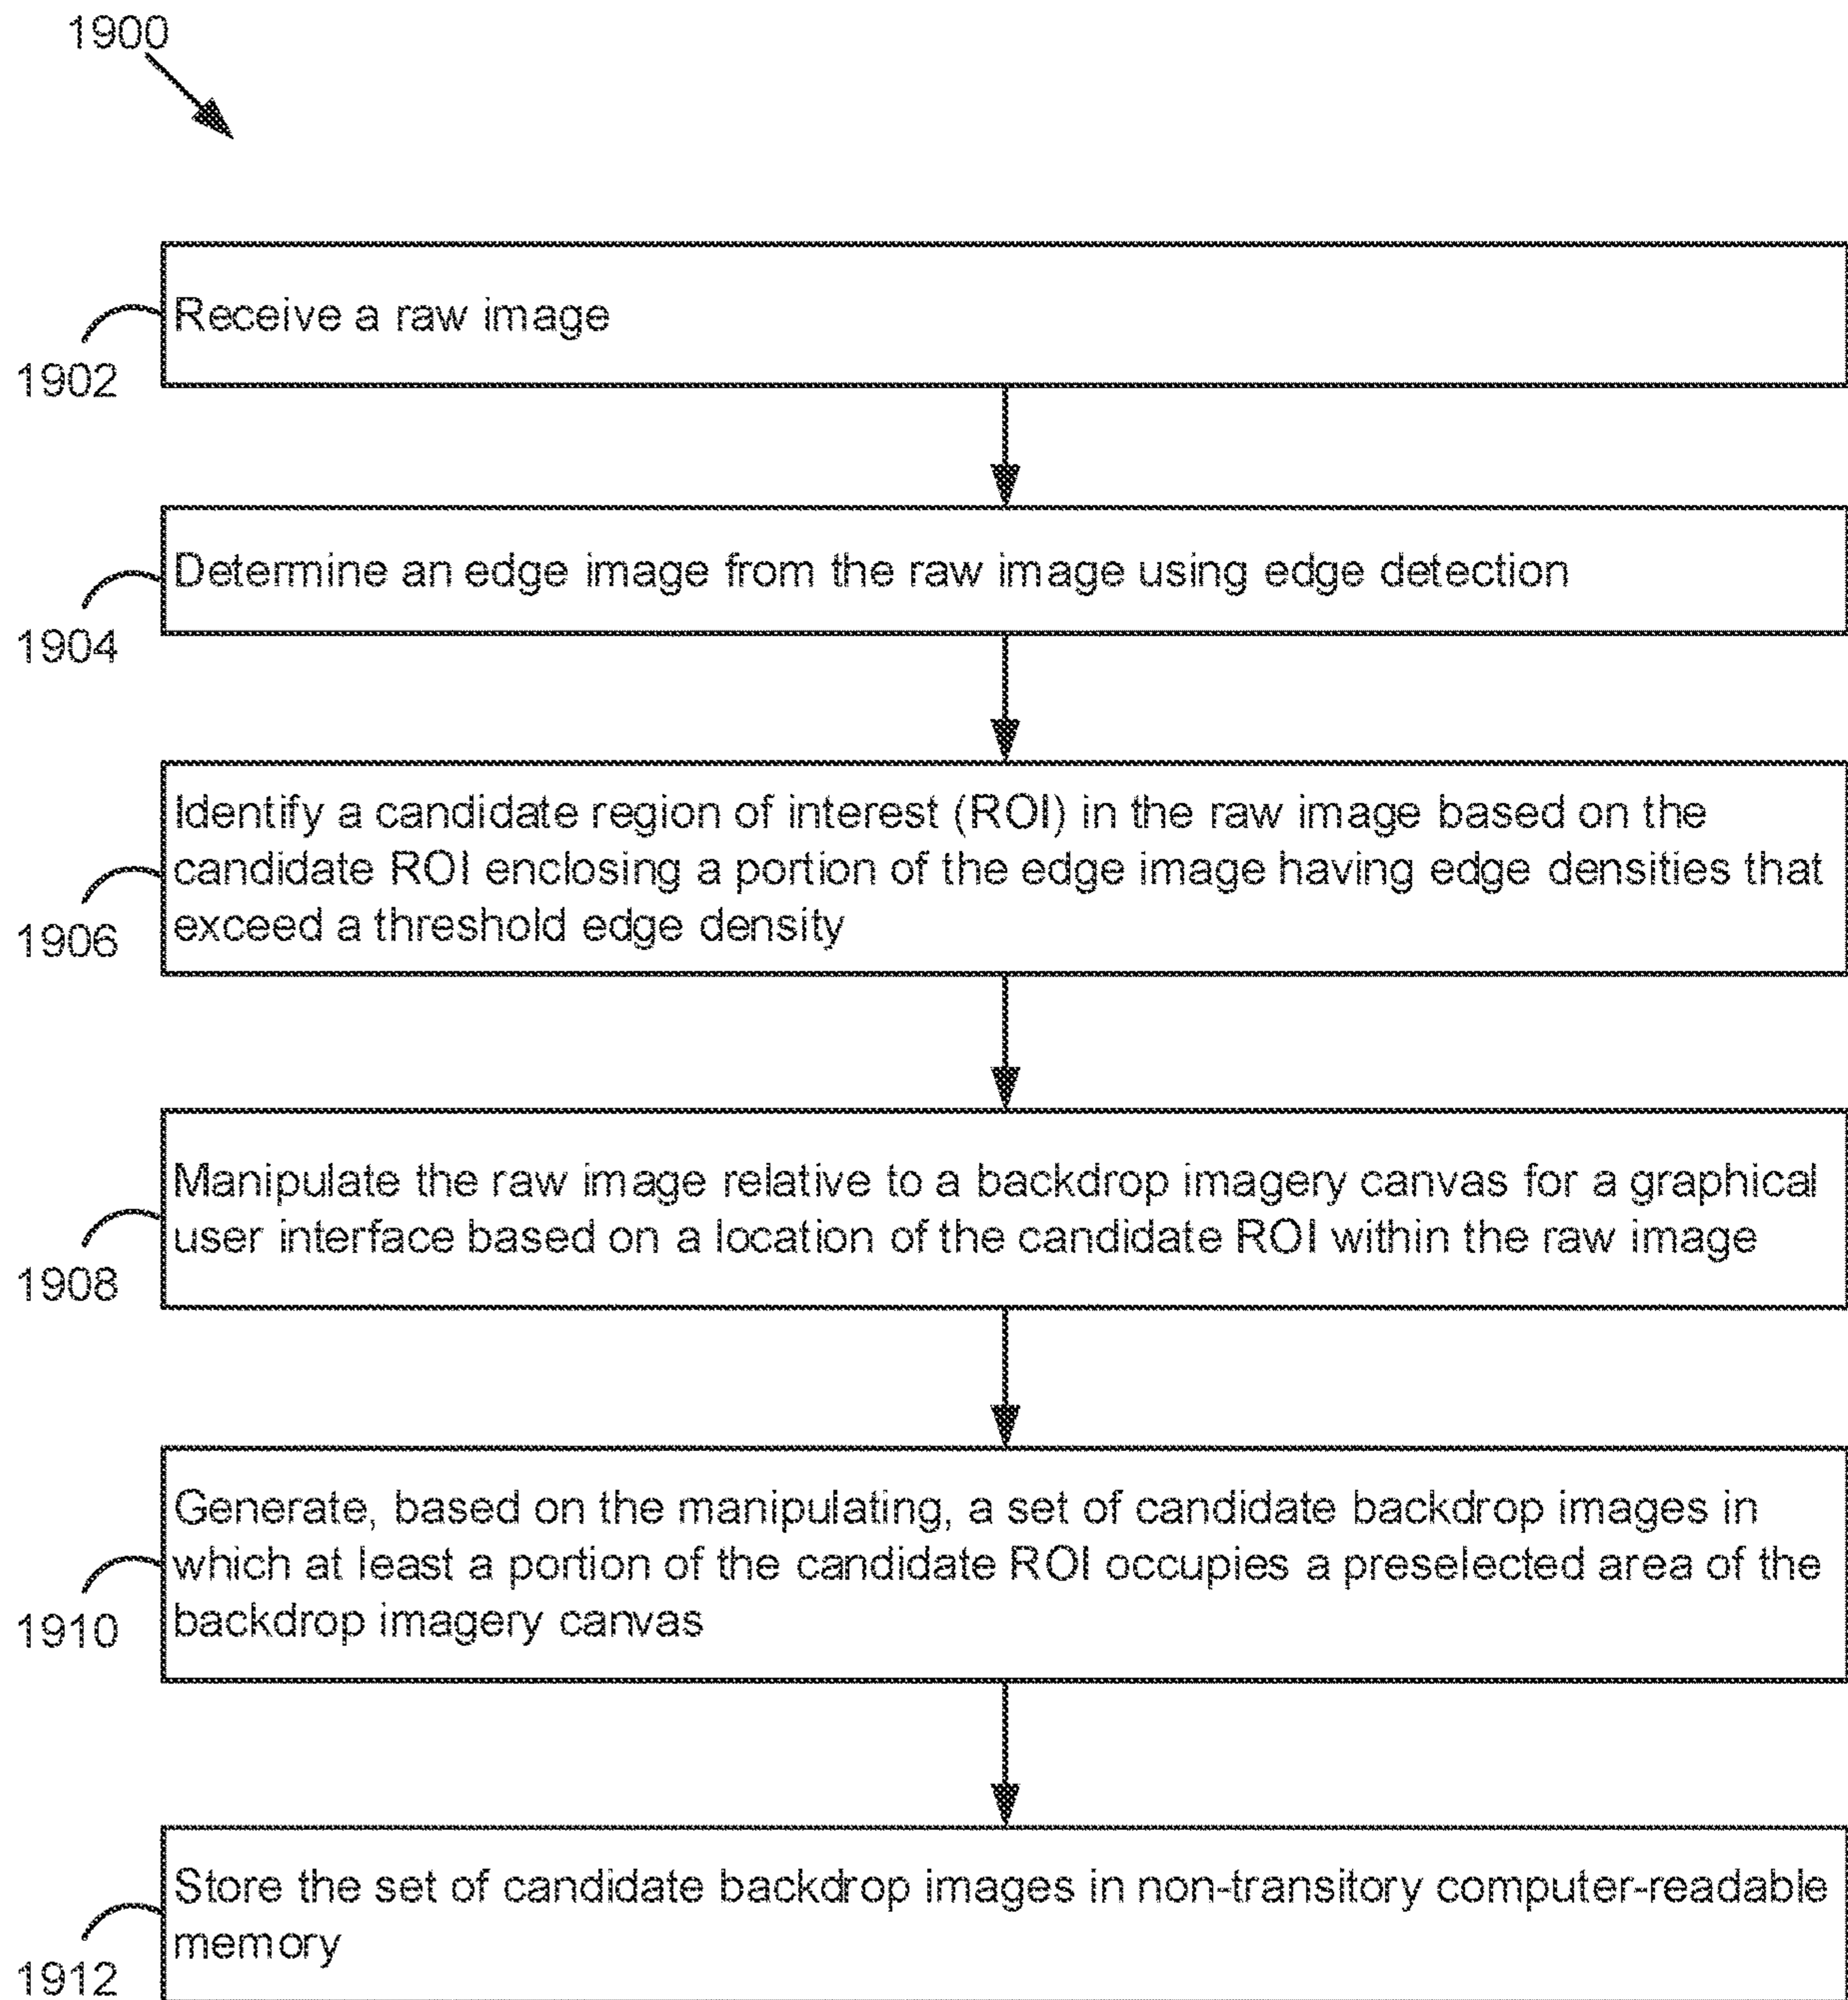 1900
Receive a raw image
1902
Determine an edge image from the raw image using edge detection
1904
Identify a candidate region of interest (ROI) in the raw image based on the
candidate ROI enclosing a portion of the edge image having edge densities that
exceed a threshold edge density
1906
Manipulate the raw image relative to a backdrop imagery canvas for a graphical
user interface based on a location of the candidate ROI within the raw image
1908
Generate, based on the manipulating, a set of candidate backdrop images in
which at least a portion of the candidate ROI occupies a preselected area of the
backdrop imagery canvas
1910
Store the set of candidate backdrop images in non-transitory computer-readable
memory
1912